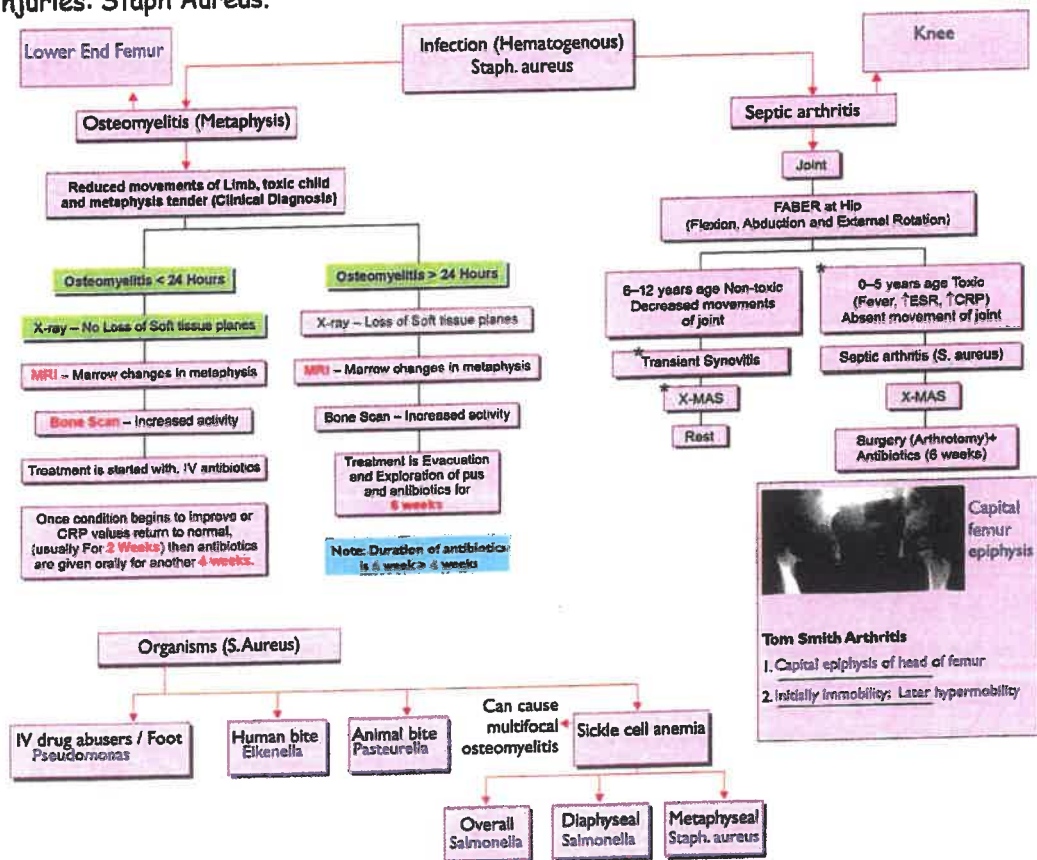 njuries: Staph Aureus.
Infection (Hematogenous)
Staph. aureus
Lower End Femur
Knee
Osteomyelitis (Metaphysis)
Reduced movements of Limb, toxic child
and metaphysis tender (Clinical Diagnosis)
Osteomyelitis < 24 Hours
X-ray – No Loss of Soft tissue planes
MRI – Marrow changes in metaphysis
Bone Scan – Increased activity
Treatment is started with, IV antibiotics
Once condition begins to improve or
CRP values return to normal,
(usually For 2 Weeks) then antibiotics
are given orally for another 4 weeks.
Osteomyelitis > 24 Hours
X-ray – Loss of Soft tissue planes
MRI – Marrow changes in metaphysis
Bone Scan – Increased activity
Treatment is Evacuation
and Exploration of pus
and antibiotics for
6 weeks
Note: Duration of antibiotics
is week > weeks
Septic arthritis
Joint
FABER at Hip
(Flexion, Abduction and External Rotation)
6–12 years age Non-toxic
Decreased movements
of joint
*Transient Synovitis
*X-MAS
Rest
*
0–5 years age Toxic
(Fever, ↑ESR, ↑CRP)
Absent movement of joint
Septic arthritis (S. aureus)
X-MAS
Surgery (Arthrotomy)+
Antibiotics (6 weeks)
Capital
femur
epiphysis
Tom Smith Arthritis
1. Capital epiphysis of head of femur
2. Initially immobility; Later hypermobility
Organisms (S.Aureus)
IV drug abusers / Foot
Pseudomonas
Human bite
Eikenella
Animal bite
Pasteurella
Can cause
multifocal
osteomyelitis
Sickle cell anemia
Overall
Salmonella
Diaphyseal
Salmonella
Metaphyseal
Staph. aureus